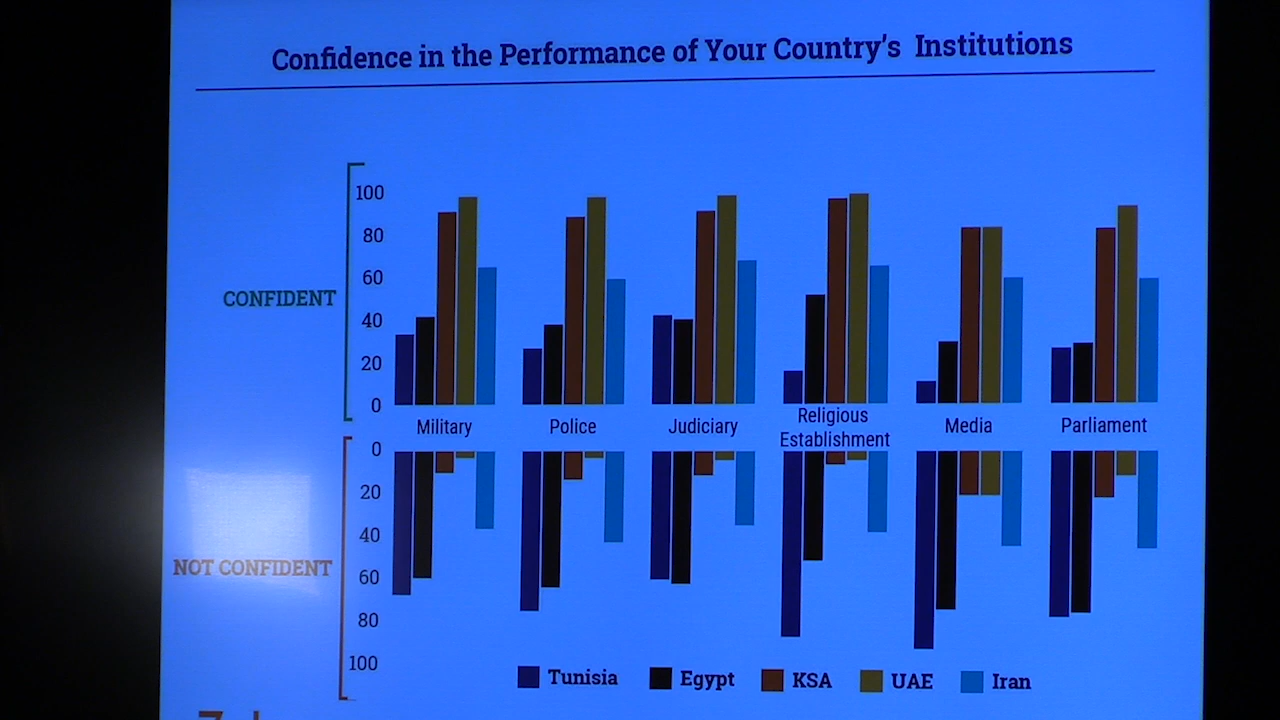 Confidence in the Performance of Your Country's Institutions
100
80
CONFIDENT
60
40
20
0
Military
Police
Judiciary
Religious
Establishment
Media
Parliament
0
20
40
NOT CONFIDENT
60
80
100
Tunisia
Egypt
KSA
UAE
Iran